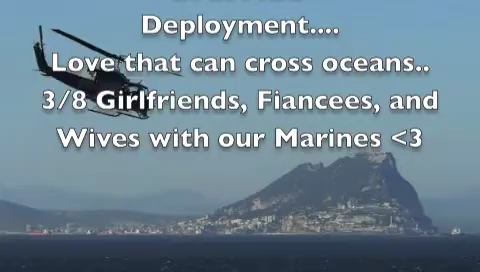 Deployment....
Love that can cross oceans..
3/8 Girlfriends, Fiancees, and
Wives with our Marines <3